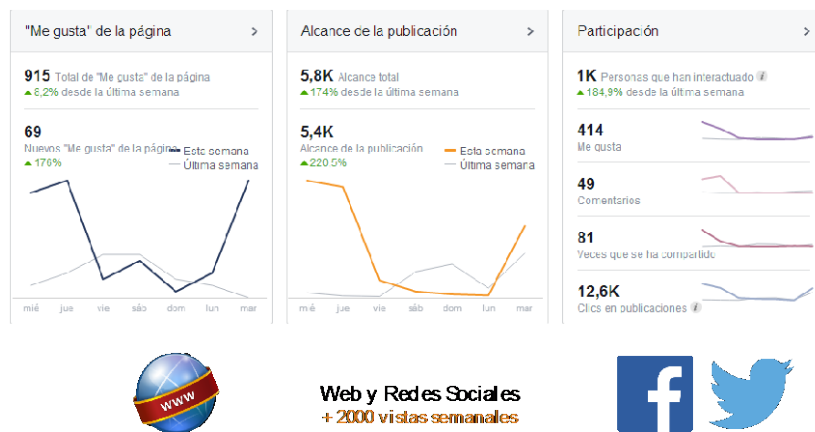 "Me gusta" de la página
915 Total de "Me gusta" de la página
8,2% desde la última semana
69
Nuevos "Me gusta" de la página
176%
Esta semana
Última semana
mié jue vie sáb dom lun mar
Alcance de la publicación
5,8K Alcance total
174% desde la última semana
5,4K
Alcance de la publicación
220.5%
Esta semana
Última semana
mié jue vie sáb dom lun mar
Participación
1K Personas que han interactuado i
184,9% desde la última semana
414
Me gusta
49
Comentarios
81
Veces que se ha compartido
12,6K
Clics en publicaciones i
www
Web y Redes Sociales
+ 2000 vistas semanales
f